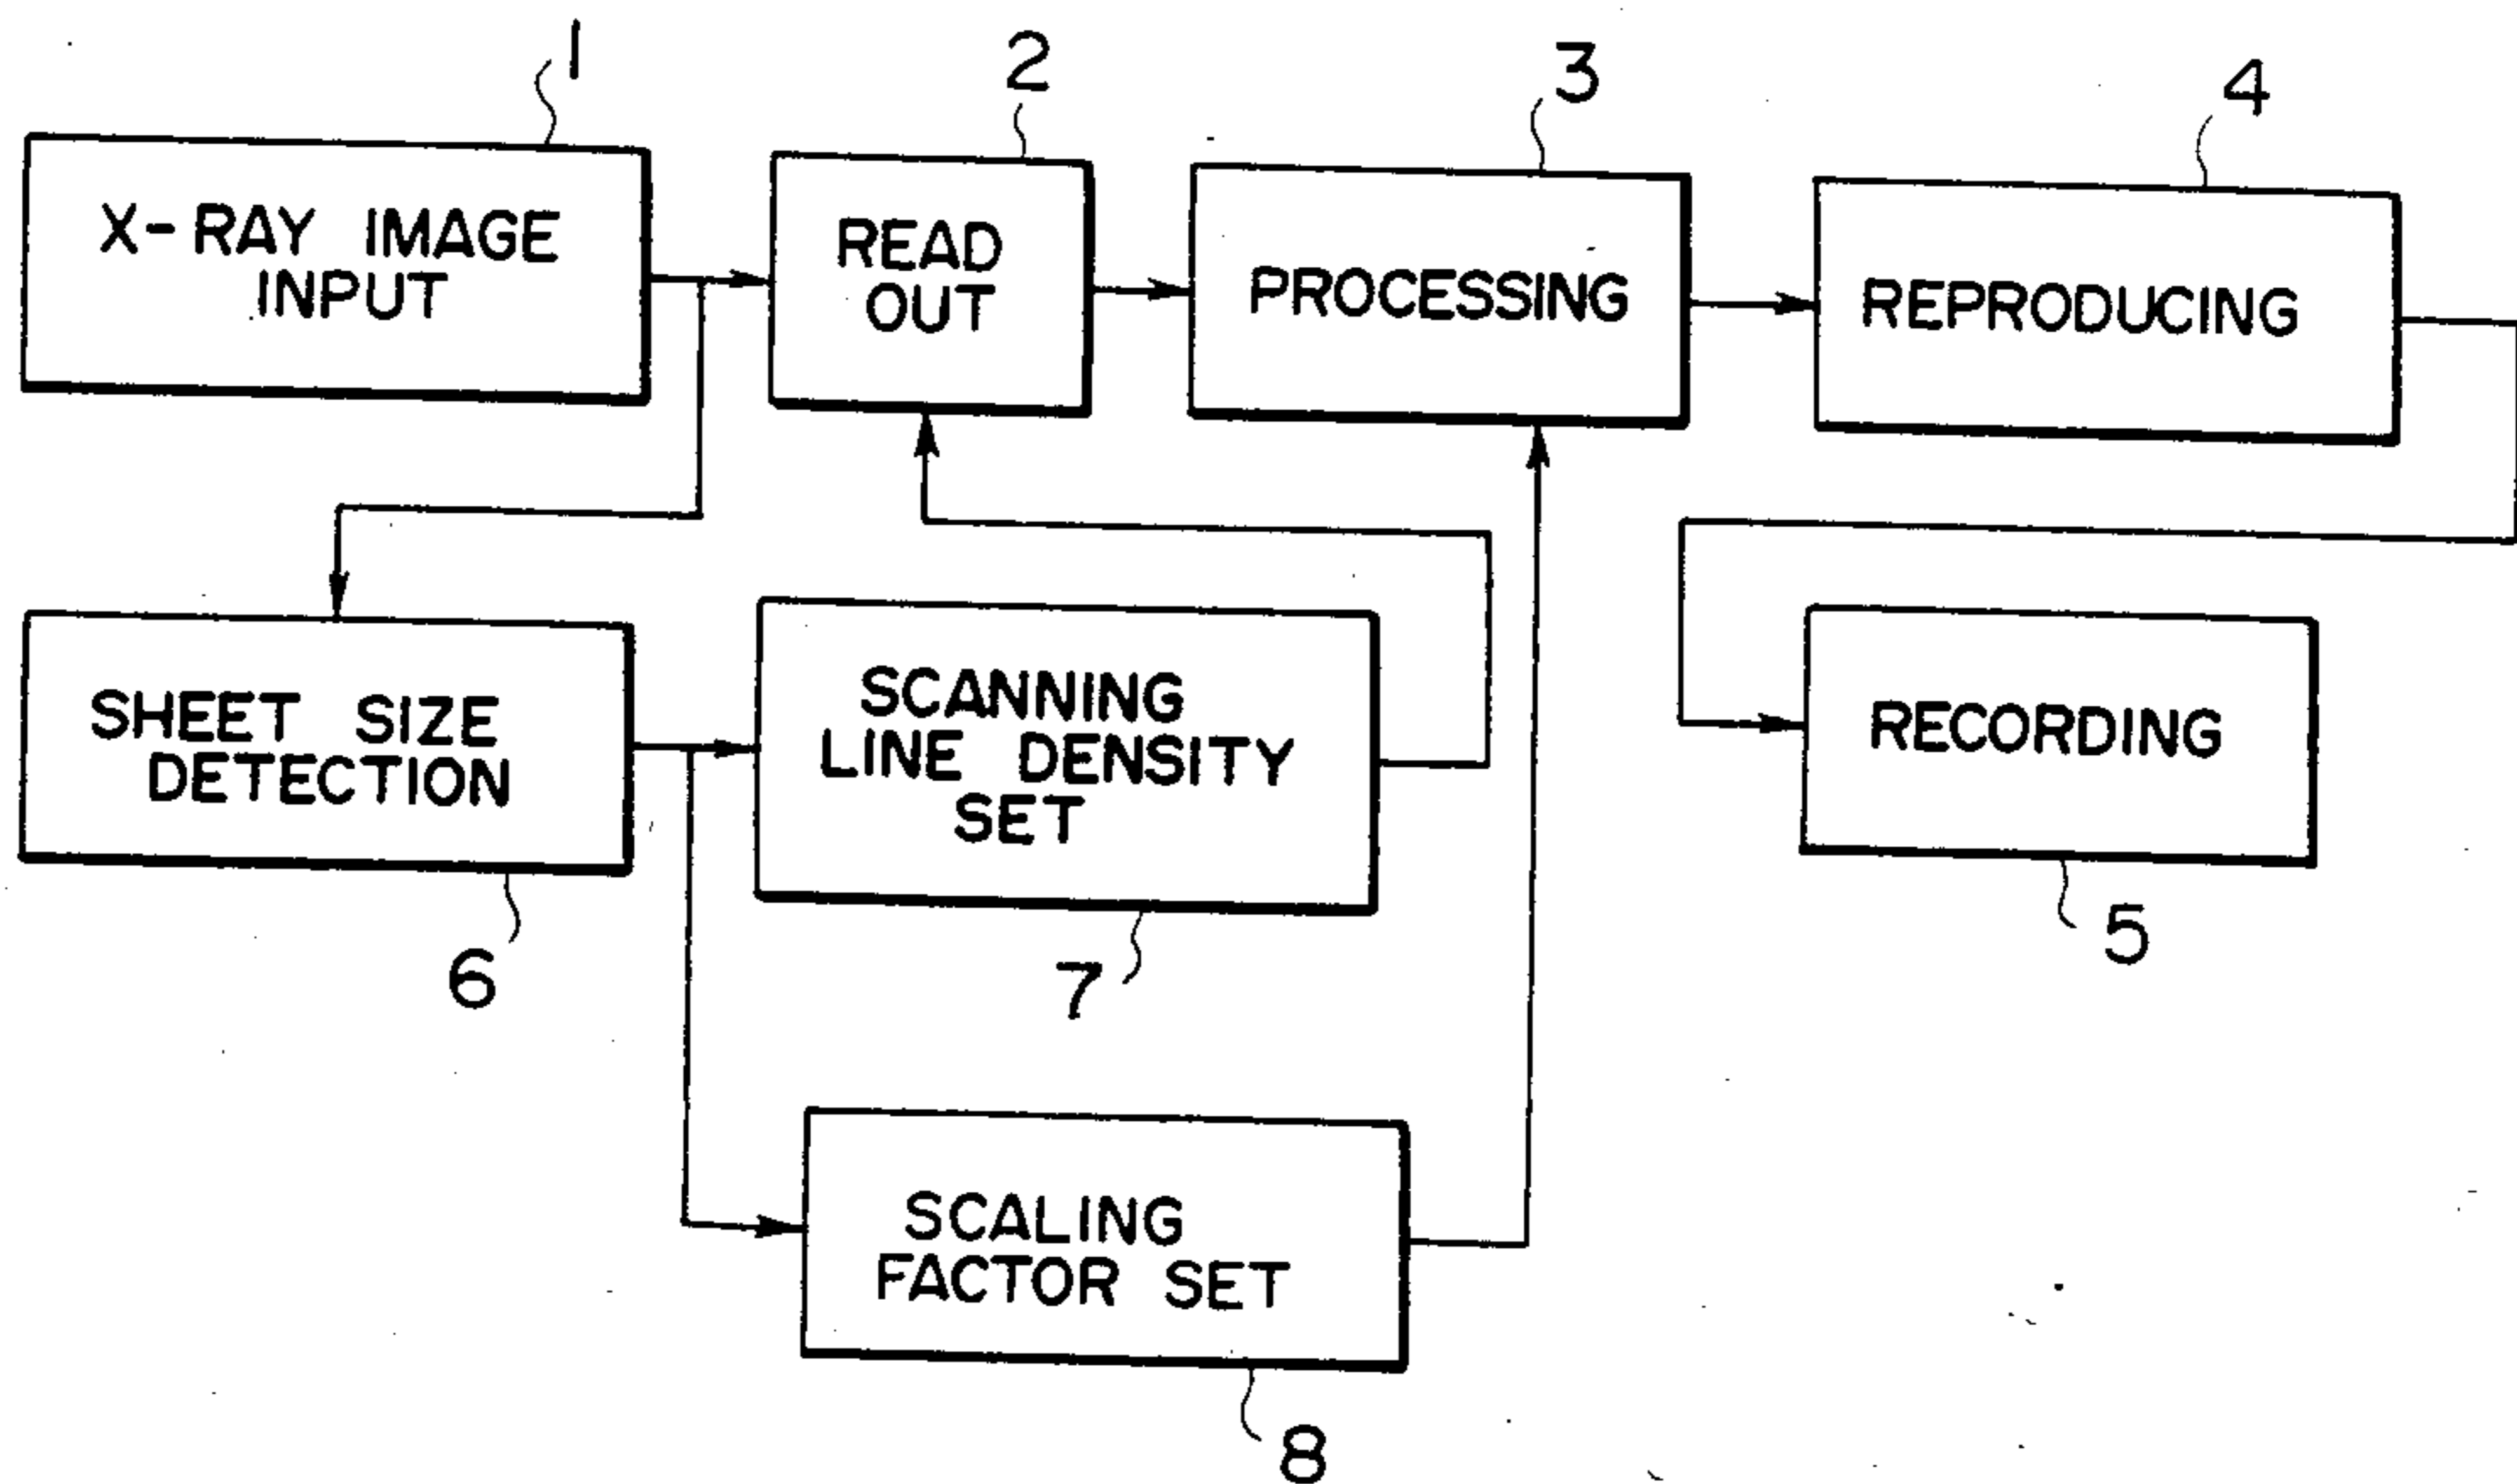 1
2
3
4
X-RAY IMAGE
INPUT
READ
OUT
PROCESSING
REPRODUCING
SHEET SIZE
DETECTION
SCANNING
LINE DENSITY
SET
RECORDING
6
7
5
SCALING
FACTOR SET
8